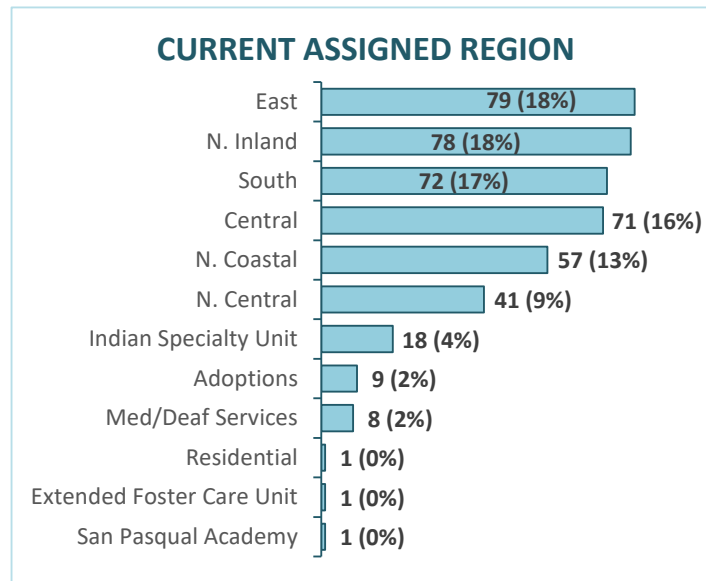 CURRENT ASSIGNED REGION
East 79 (18%)
N. Inland 78 (18%)
South 72 (17%)
Central 71 (16%)
N. Coastal 57 (13%)
N. Central 41 (9%)
Indian Specialty Unit 18 (4%)
Adoptions 9 (2%)
Med/Deaf Services 8 (2%)
Residential 1 (0%)
Extended Foster Care Unit 1 (0%)
San Pasqual Academy 1 (0%)